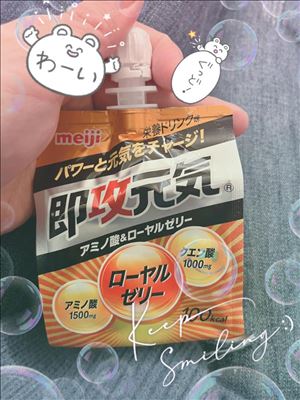 わーい
ぐっど!
meiji
栄養ドリンク味
パワーと元気をチャージ!
即攻元気®
アミノ酸&ローヤルゼリー
クエン酸
1000mg
ローヤル
ゼリー
アミノ酸
1500mg
100kcal
Keep
Smiling:)